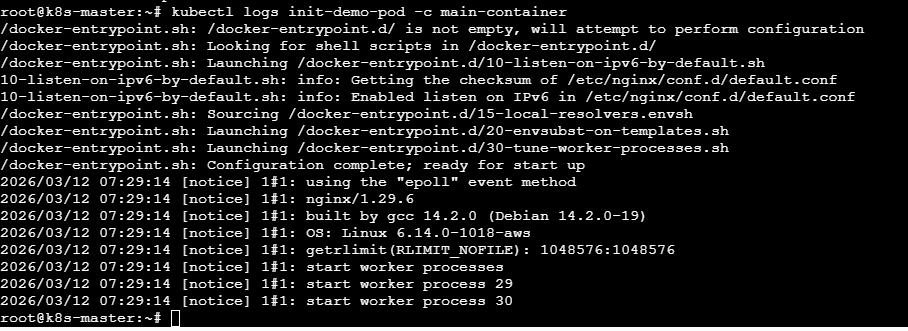 root@k8s-master:~# kubectl logs init-demo-pod -c main-container
/docker-entrypoint.sh: /docker-entrypoint.d/ is not empty, will attempt to perform configuration
/docker-entrypoint.sh: Looking for shell scripts in /docker-entrypoint.d/
/docker-entrypoint.sh: Launching /docker-entrypoint.d/10-listen-on-ipv6-by-default.sh
10-listen-on-ipv6-by-default.sh: info: Getting the checksum of /etc/nginx/conf.d/default.conf
10-listen-on-ipv6-by-default.sh: info: Enabled listen on IPv6 in /etc/nginx/conf.d/default.conf
/docker-entrypoint.sh: Sourcing /docker-entrypoint.d/15-local-resolvers.envsh
/docker-entrypoint.sh: Launching /docker-entrypoint.d/20-envsubst-on-templates.sh
/docker-entrypoint.sh: Launching /docker-entrypoint.d/30-tune-worker-processes.sh
/docker-entrypoint.sh: Configuration complete; ready for start up
2026/03/12 07:29:14 [notice] 1#1: using the "epoll" event method
2026/03/12 07:29:14 [notice] 1#1: nginx/1.29.6
2026/03/12 07:29:14 [notice] 1#1: built by gcc 14.2.0 (Debian 14.2.0-19)
2026/03/12 07:29:14 [notice] 1#1: OS: Linux 6.14.0-1018-aws
2026/03/12 07:29:14 [notice] 1#1: getrlimit(RLIMIT_NOFILE): 1048576:1048576
2026/03/12 07:29:14 [notice] 1#1: start worker processes
2026/03/12 07:29:14 [notice] 1#1: start worker process 29
2026/03/12 07:29:14 [notice] 1#1: start worker process 30
root@k8s-master:~#